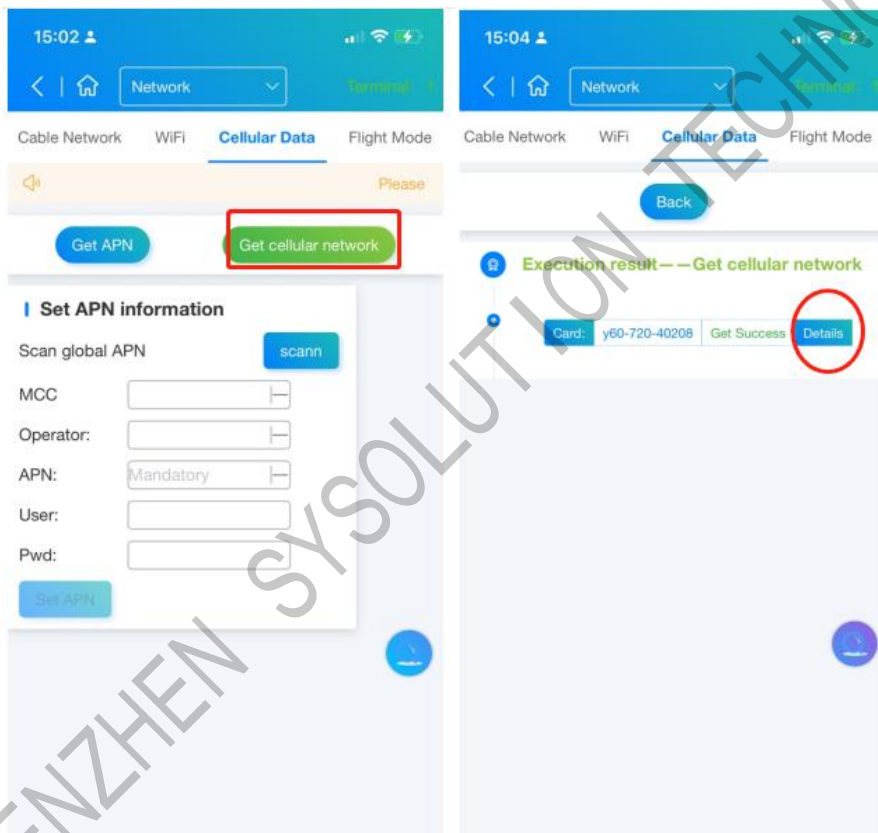 15:02
Network
Terminal: 1
Cable Network WiFi Cellular Data Flight Mode
Please
Get APN Get cellular network
Set APN information
Scan global APN scann
MCC
Operator:
APN: Mandatory
User:
Pwd:
Set APN
15:04
Network
Terminal: 1
Cable Network WiFi Cellular Data Flight Mode
Back
Execution result——Get cellular network
Card: y60-720-40208 Get Success Details
SYSOLUTION